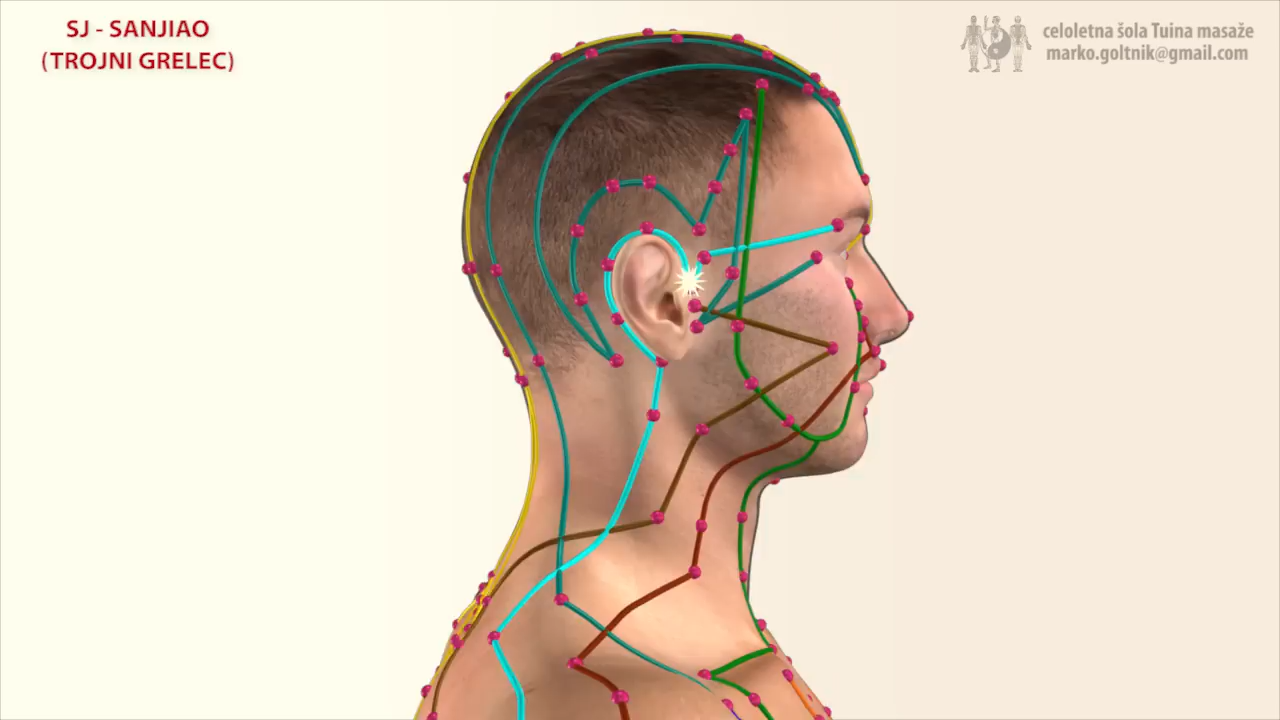 SJ - SANJIAO
(TROJNI GRELEC)
celoletna šola Tuina masaže
marko.goltnik@gmail.com